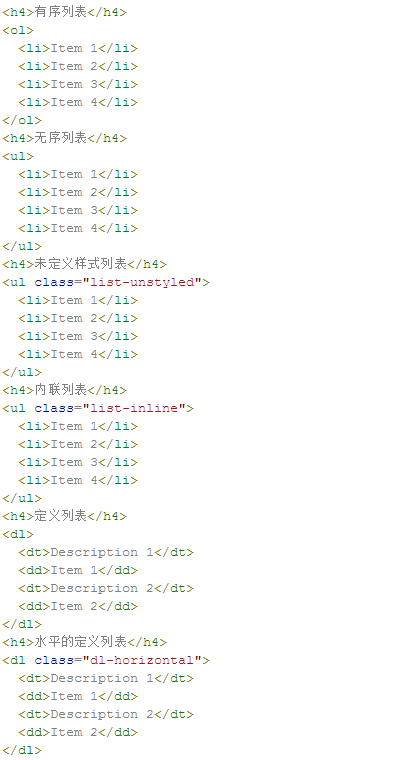 <h4>有序列表</h4>
<ol>
  <li>Item 1</li>
  <li>Item 2</li>
  <li>Item 3</li>
  <li>Item 4</li>
</ol>
<h4>无序列表</h4>
<ul>
  <li>Item 1</li>
  <li>Item 2</li>
  <li>Item 3</li>
  <li>Item 4</li>
</ul>
<h4>未定义样式列表</h4>
<ul class="list-unstyled">
  <li>Item 1</li>
  <li>Item 2</li>
  <li>Item 3</li>
  <li>Item 4</li>
</ul>
<h4>内联列表</h4>
<ul class="list-inline">
  <li>Item 1</li>
  <li>Item 2</li>
  <li>Item 3</li>
  <li>Item 4</li>
</ul>
<h4>定义列表</h4>
<dl>
  <dt>Description 1</dt>
  <dd>Item 1</dd>
  <dt>Description 2</dt>
  <dd>Item 2</dd>
</dl>
<h4>水平的定义列表</h4>
<dl class="dl-horizontal">
  <dt>Description 1</dt>
  <dd>Item 1</dd>
  <dt>Description 2</dt>
  <dd>Item 2</dd>
</dl>